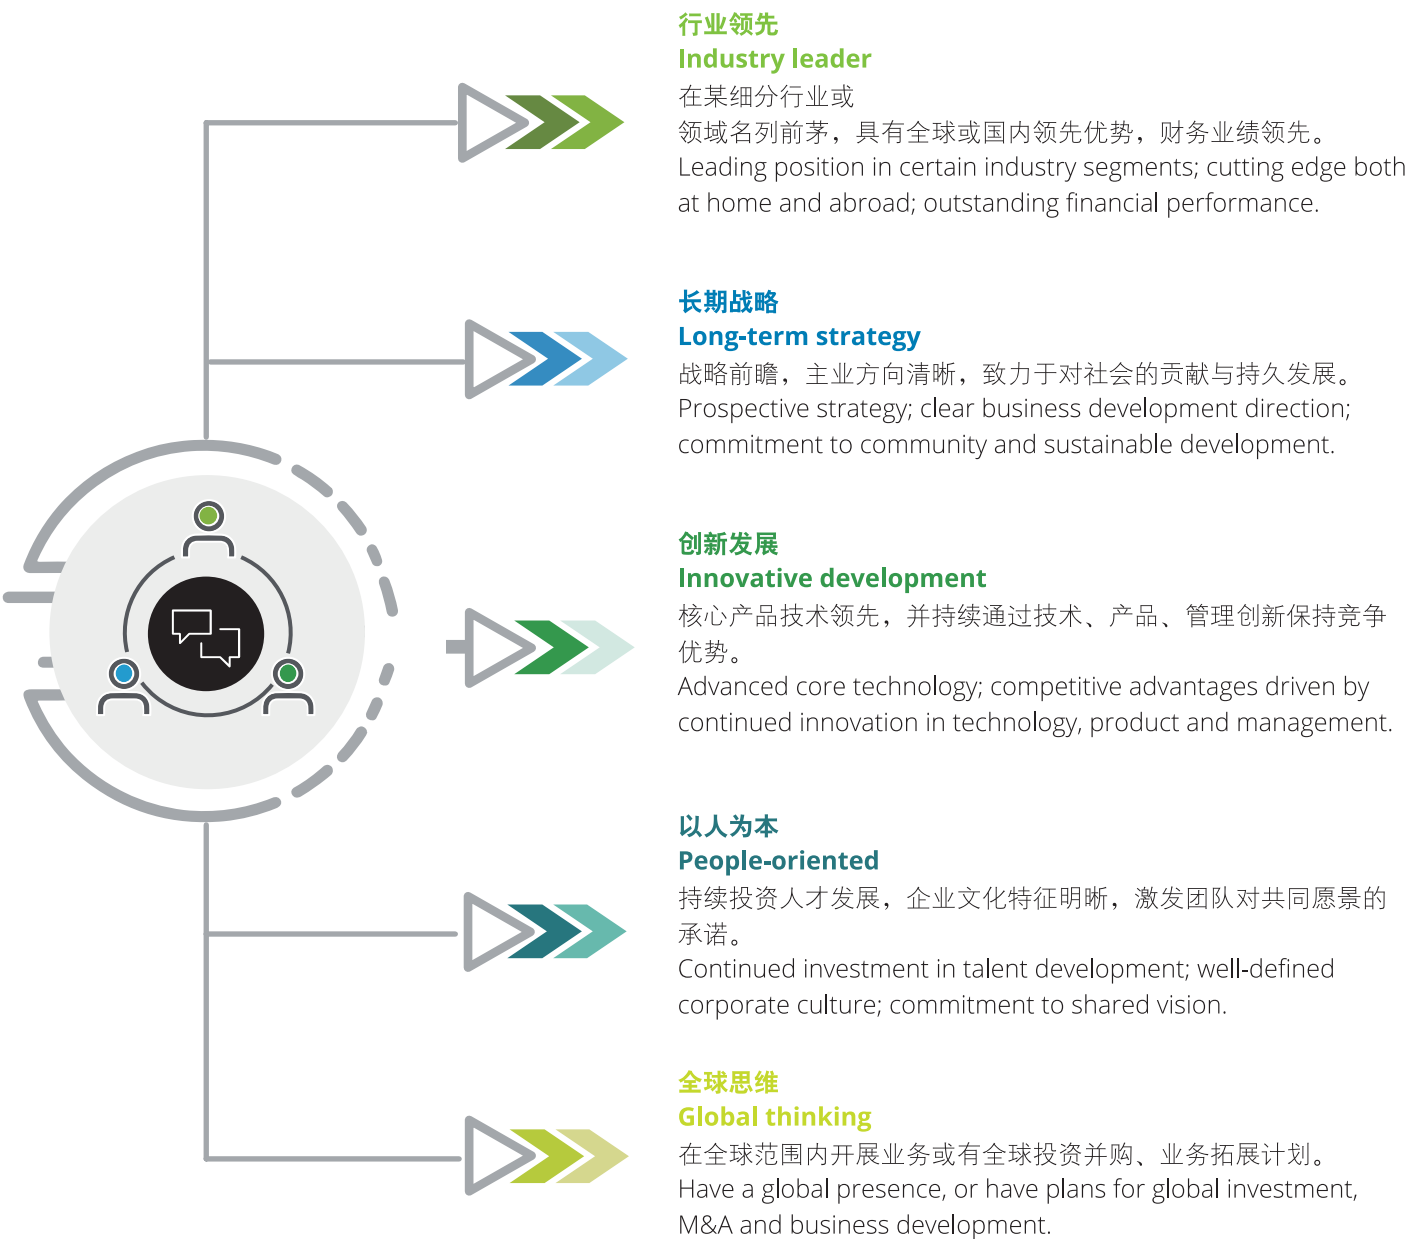 行业领先
Industry leader
在某细分行业或
领域名列前茅，具有全球或国内领先优势，财务业绩领先。
Leading position in certain industry segments; cutting edge both
at home and abroad; outstanding financial performance.
长期战略
Long-term strategy
战略前瞻，主业方向清晰，致力于对社会的贡献与持久发展。
Prospective strategy; clear business development direction;
commitment to community and sustainable development.
创新发展
Innovative development
核心产品技术领先，并持续通过技术、产品、管理创新保持竞争
优势。
Advanced core technology; competitive advantages driven by
continued innovation in technology, product and management.
以人为本
People-oriented
持续投资人才发展，企业文化特征明晰，激发团队对共同愿景的
承诺。
Continued investment in talent development; well-defined
corporate culture; commitment to shared vision.
全球思维
Global thinking
在全球范围内开展业务或有全球投资并购、业务拓展计划。
Have a global presence, or have plans for global investment,
M&A and business development.